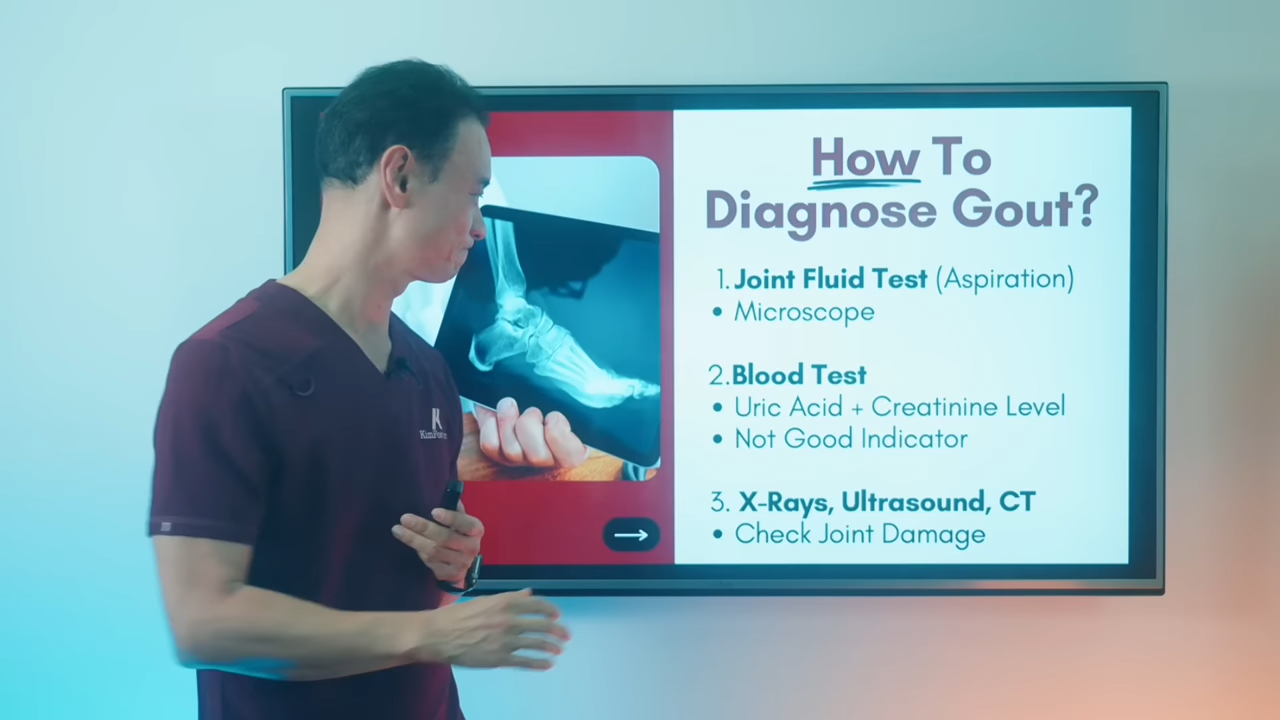 How To
Diagnose Gout?
1. Joint Fluid Test (Aspiration)
• Microscope
2. Blood Test
• Uric Acid + Creatinine Level
• Not Good Indicator
3. X-Rays, Ultrasound, CT
• Check Joint Damage
K